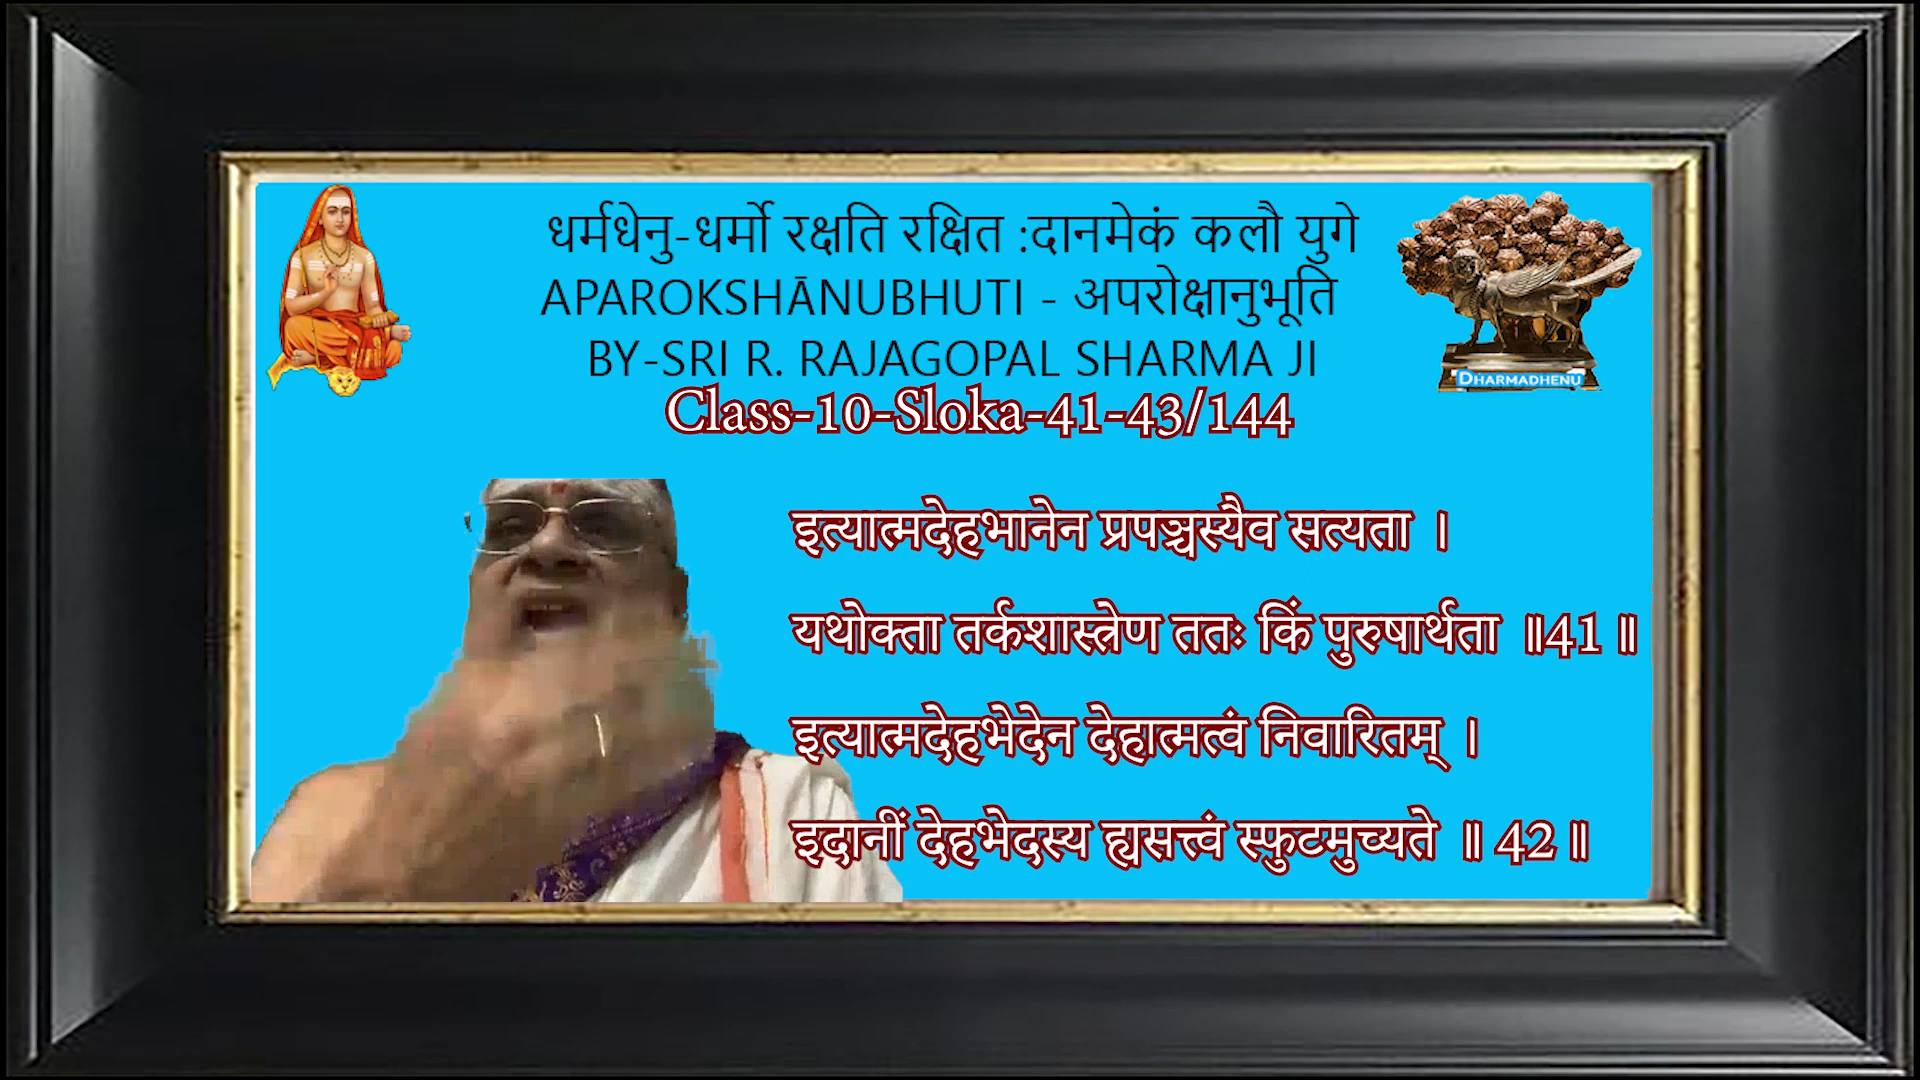 धर्मधेनु-धर्मो रक्षति रक्षित :दानमेकं कलौ युगे
APAROKSHĀNUBHUTI - अपरोक्षानुभूति
BY-SRI R. RAJAGOPAL SHARMA JI
DHARMADHENU
Class-10-Sloka-41-43/144
इत्यात्मदेहभानेन प्रपञ्चस्यैव सत्यता ।
यथोक्ता तर्कशास्त्रेण ततः किं पुरुषार्थता ॥41॥
इत्यात्मदेहभेदेन देहात्मत्वं निवारितम् ।
इदानीं देहभेदस्य ह्यसत्त्वं स्फुटमुच्यते ॥ 42॥